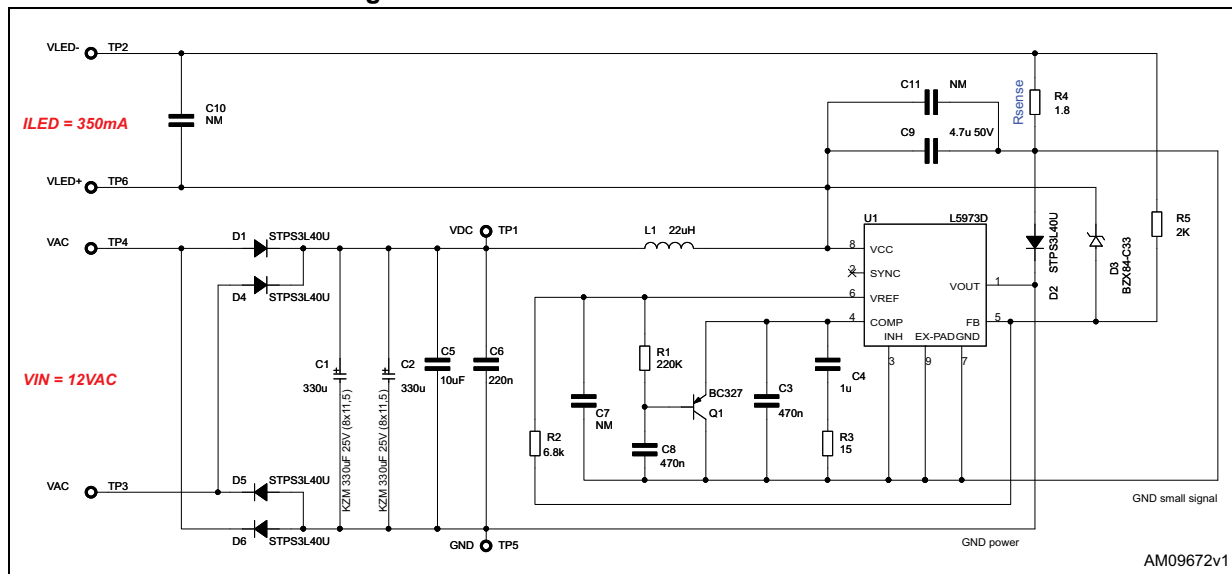 g
VLED-
TP2
C10
NM
ILED = 350mA
VLED+
TP6
C11
NM
C9
4.7u 50V
Rsense
R4
1.8
R5
2K
VAC
TP4
D1
STPS3L40U
D4
STPS3L40U
VDC
TP1
L1
22uH
U1
L5973D
8
VCC
2
SYNC
6
VREF
4
COMP
VOUT
1
FB
5
INH
EX-PAD
GND
3
9
7
D2
STPS3L40U
D3
BZX84-C33
VIN = 12VAC
C1
330u
KZM 330uF 25V (8x11,5)
C2
330u
KZM 330uF 25V (8x11,5)
C5
10uF
C6
220n
R1
220K
BC327
Q1
C3
470n
C4
1u
R2
6.8k
C7
NM
C8
470n
R3
15
VAC
TP3
D5
STPS3L40U
D6
STPS3L40U
GND
TP5
GND small signal
GND power
AM09672v1